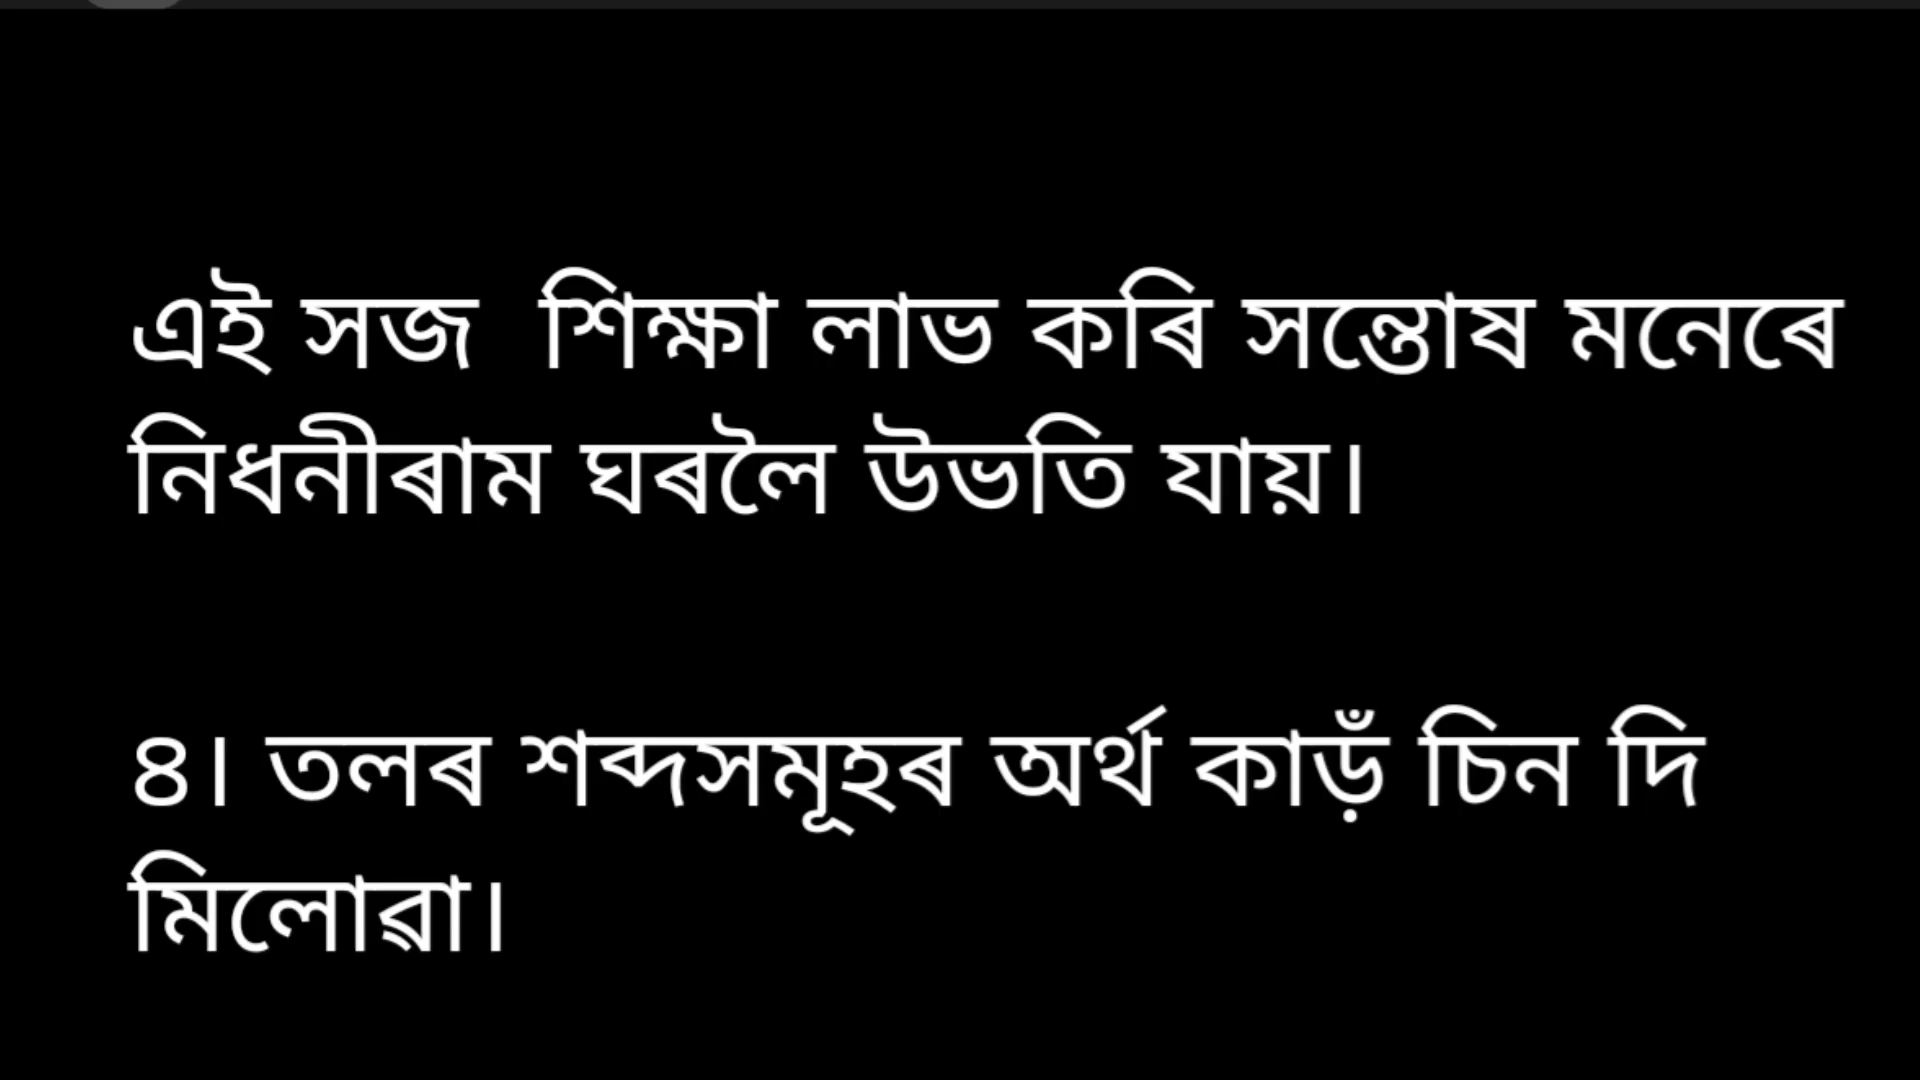 এই সজ  শিক্ষা লাভ কৰি সন্তোষ মনেৰে
নিধনীৰাম ঘৰলৈ উভতি যায়।
৪। তলৰ শব্দসমূহৰ অৰ্থ কাড়ঁ চিন দি
মিলোৱা।